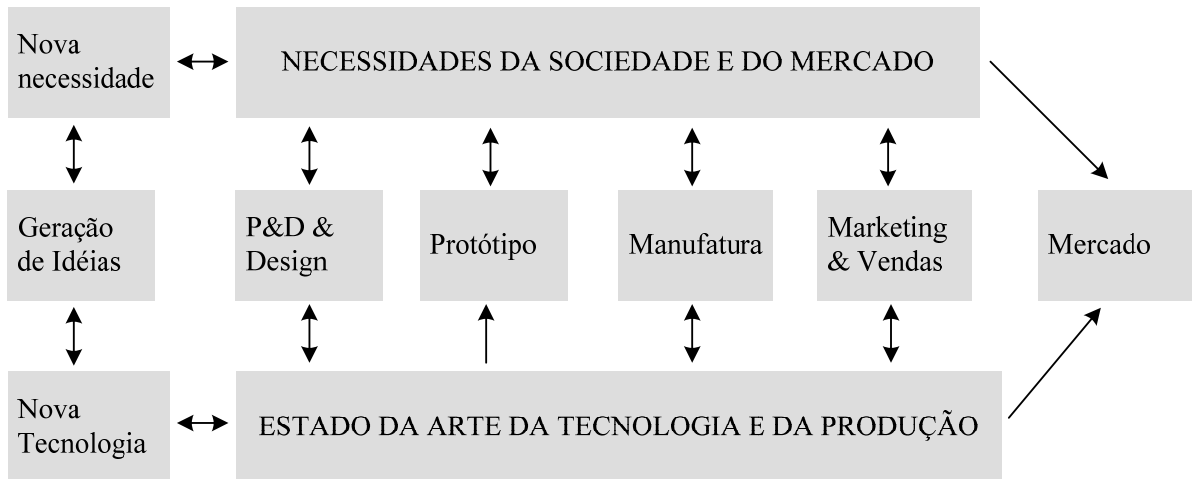 Nova
necessidade
NECESSIDADES DA SOCIEDADE E DO MERCADO
Geração
de Idéias
P&D &
Design
Protótipo
Manufatura
Marketing
& Vendas
Mercado
Nova
Tecnologia
ESTADO DA ARTE DA TECNOLOGIA E DA PRODUÇÃO